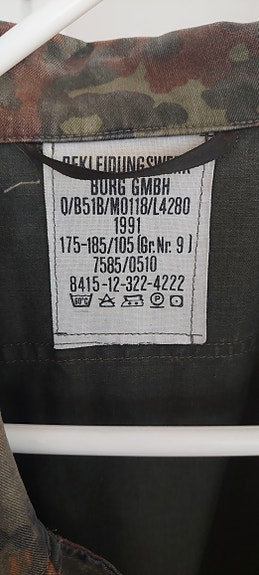 BEKLEIDUNGSWERK
BURG GMBH
Q/B51B/M0118/L4280
1991
175-185/105 (Gr.Nr. 9)
7585/0510
8415-12-322-4222
60°C P